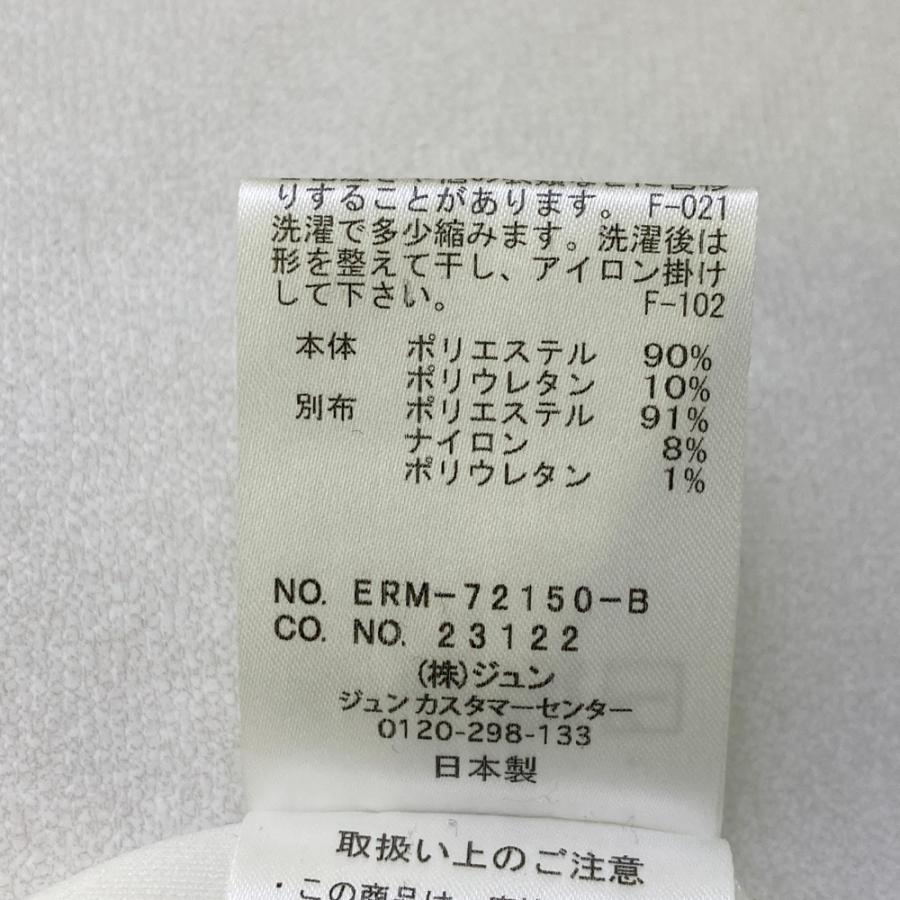 りすることがあります。 F-021
洗濯で多少縮みます。洗濯後は
形を整えて干し、アイロン掛け
して下さい。 F-102
本体 ポリエステル 90%
ポリウレタン 10%
別布 ポリエステル 91%
ナイロン 8%
ポリウレタン 1%
NO. ERM-72150-B
CO. NO. 23122
(株)ジュン
ジュンカスタマーセンター
0120-298-133
日本製
取扱い上のご注意
・この商品は、